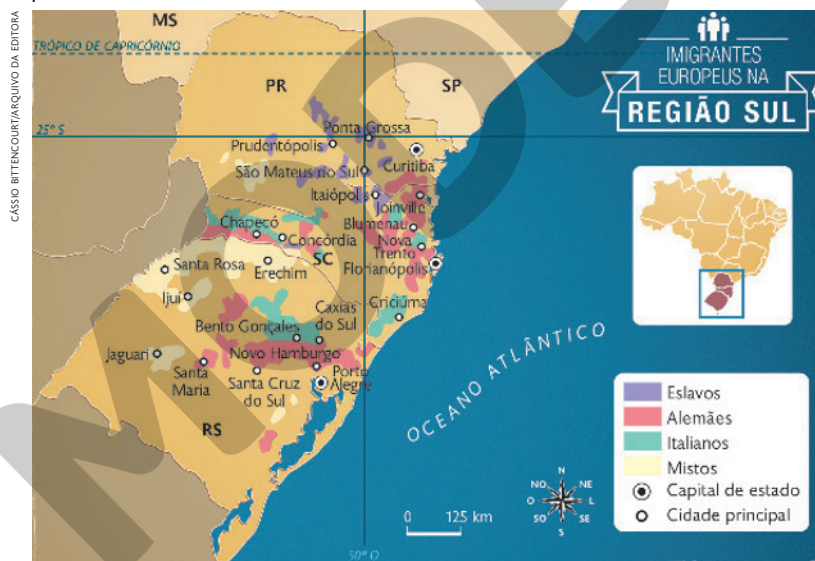 CÁSSIO BITTENCOURT/ARQUIVO DA EDITORA
MS
TRÓPICO DE CAPRICÓRNIO
IMIGRANTES
EUROPEUS NA
REGIÃO SUL
PR
SP
25° S
Ponta Grossa
Prudentópolis
Curitiba
São Mateus do Sul
Itaiópolis
Joinville
Blumenau
Chapecó
Concórdia
Nova
Trento
SC
Florianópolis
Santa Rosa
Erechim
Ijuí
Criciúma
Caxias
do Sul
Bento Gonçales
Jaguari
Novo Hamburgo
Santa
Maria
Porto
Alegre
Santa Cruz
do Sul
RS
OCEANO ATLÂNTICO
Eslavos
Alemães
Italianos
Mistos
Capital de estado
Cidade principal
N
NO
NE
O
L
SO
SE
S
0 125 km
50° O